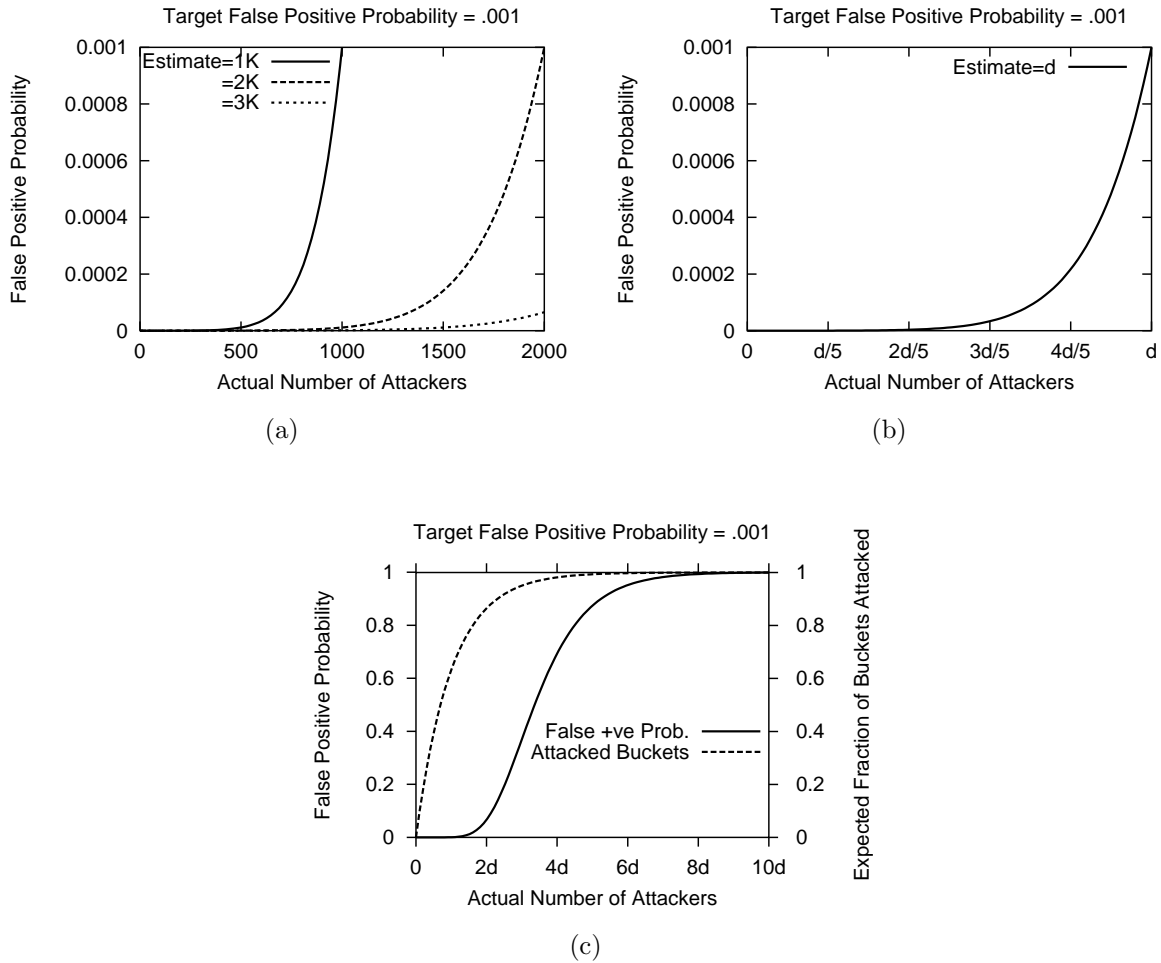 Target False Positive Probability = .001
False Positive Probability
0.001
0.0008
0.0006
0.0004
0.0002
0
Estimate=1K
=2K
=3K
0 500 1000 1500 2000
Actual Number of Attackers
(a)
Target False Positive Probability = .001
False Positive Probability
0.001
0.0008
0.0006
0.0004
0.0002
0
Estimate=d
0 d/5 2d/5 3d/5 4d/5 d
Actual Number of Attackers
(b)
Target False Positive Probability = .001
False Positive Probability
1
0.8
0.6
0.4
0.2
0
False +ve Prob.
Attacked Buckets
1
0.8
0.6
0.4
0.2
0
Expected Fraction of Buckets Attacked
0 2d 4d 6d 8d 10d
Actual Number of Attackers
(c)